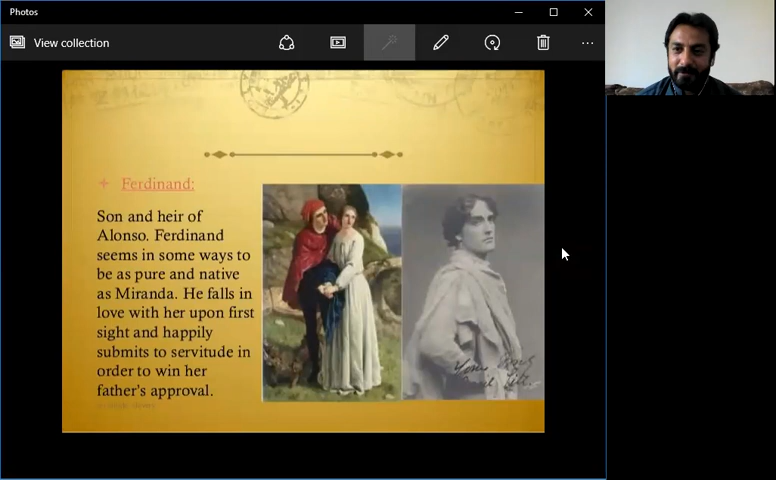 Photos
View collection
Ferdinand:
Son and heir of
Alonso. Ferdinand
seems in some ways to
be as pure and native
as Miranda. He falls in
love with her upon first
sight and happily
submits to servitude in
order to win her
father's approval.